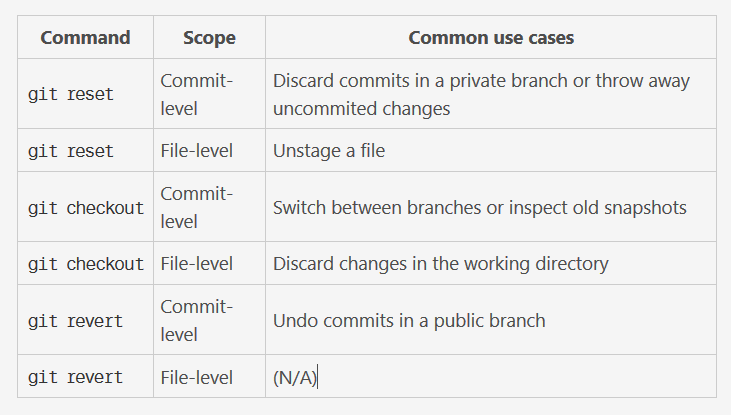 Command Scope Common use cases
git reset Commit-level Discard commits in a private branch or throw away uncommited changes
git reset File-level Unstage a file
git checkout Commit-level Switch between branches or inspect old snapshots
git checkout File-level Discard changes in the working directory
git revert Commit-level Undo commits in a public branch
git revert File-level (N/A)